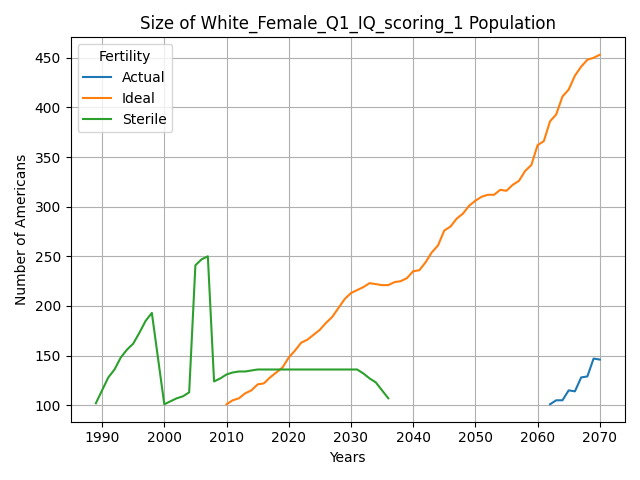 Size of White_Female_Q1_IQ_scoring_1 Population
Fertility
Actual
Ideal
Sterile
Number of Americans
450
400
350
300
250
200
150
100
1990 2000 2010 2020 2030 2040 2050 2060 2070
Years